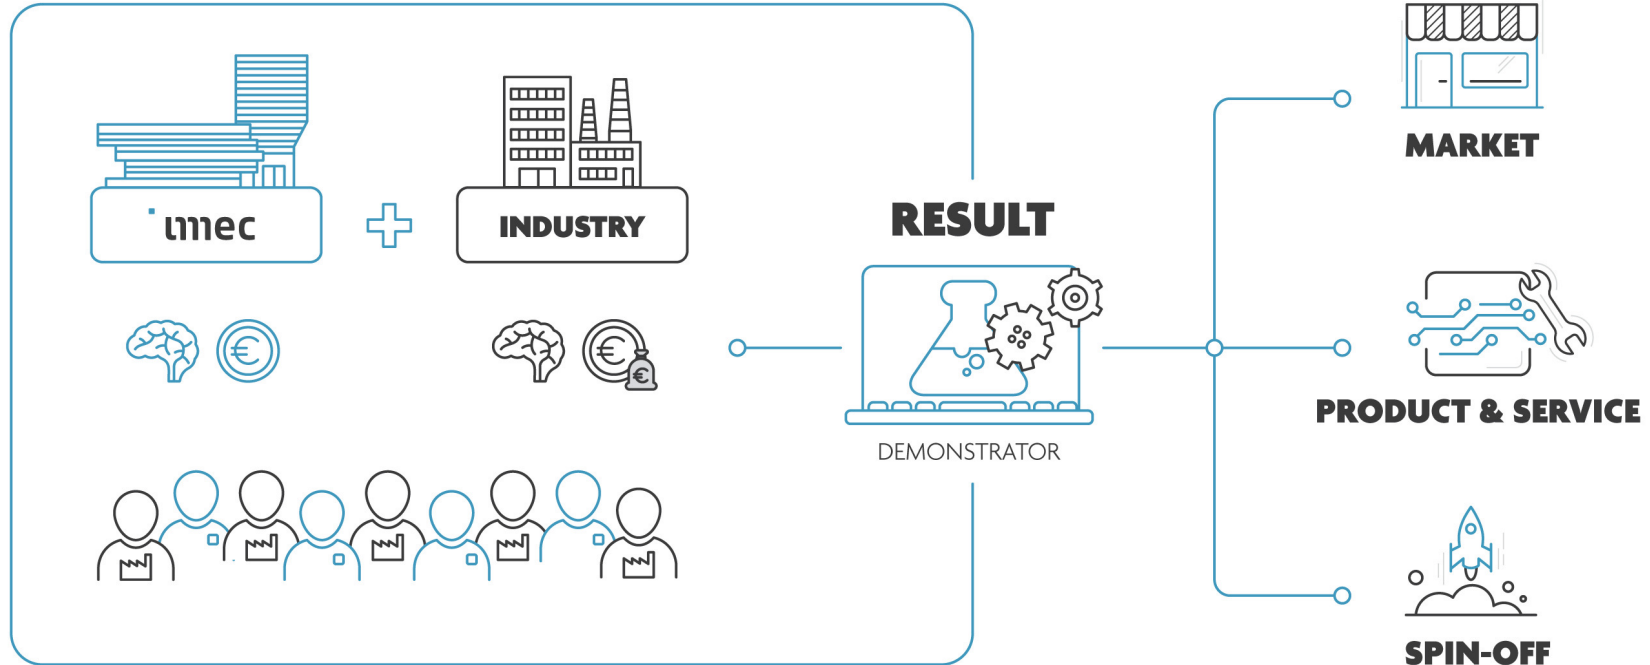 imec
INDUSTRY
€
€
€
RESULT
DEMONSTRATOR
MARKET
PRODUCT & SERVICE
SPIN-OFF